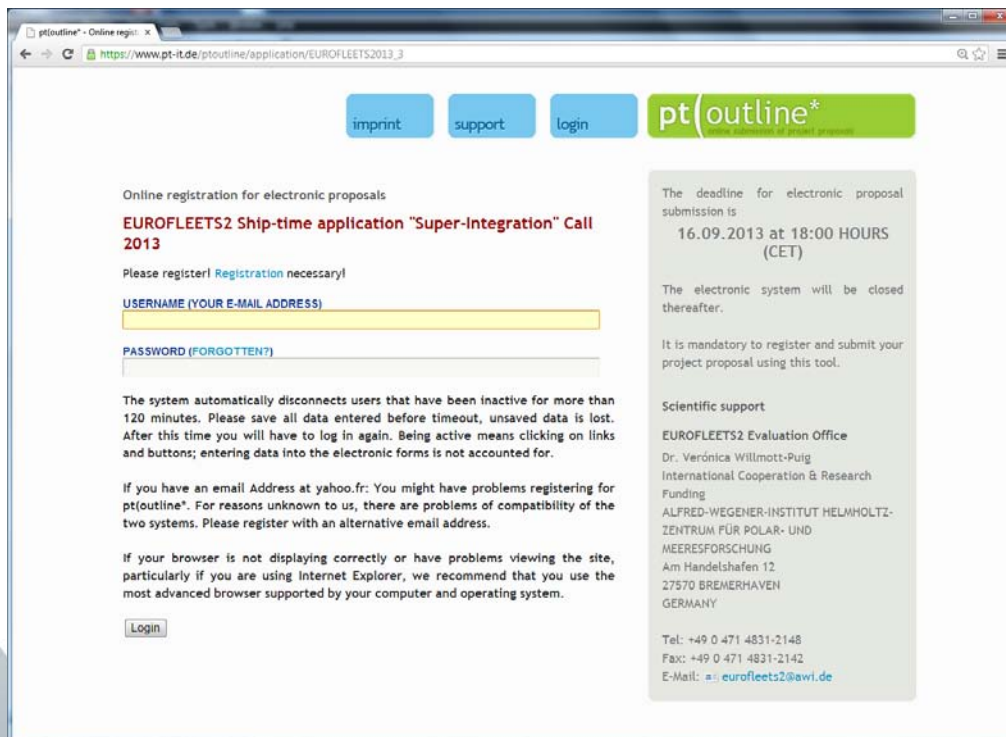 pt(outline* - Online regist
https://www.pt-it.de/ptoutline/application/EUROFLEETS2013_3
imprint
support
login
pt(outline*
online submission of project proposals
Online registration for electronic proposals
EUROFLEETS2 Ship-time application "Super-Integration" Call
2013
Please register! Registration necessary!
USERNAME (YOUR E-MAIL ADDRESS)
PASSWORD (FORGOTTEN?)
The system automatically disconnects users that have been inactive for more than
120 minutes. Please save all data entered before timeout, unsaved data is lost.
After this time you will have to log in again. Being active means clicking on links
and buttons; entering data into the electronic forms is not accounted for.
If you have an email Address at yahoo.fr: You might have problems registering for
pt(outline*. For reasons unknown to us, there are problems of compatibility of the
two systems. Please register with an alternative email address.
If your browser is not displaying correctly or have problems viewing the site,
particularly if you are using Internet Explorer, we recommend that you use the
most advanced browser supported by your computer and operating system.
Login
The deadline for electronic proposal
submission is
16.09.2013 at 18:00 HOURS
(CET)
The electronic system will be closed
thereafter.
It is mandatory to register and submit your
project proposal using this tool.
Scientific support
EUROFLEETS2 Evaluation Office
Dr. Verónica Willmott-Puig
International Cooperation & Research
Funding
ALFRED-WEGENER-INSTITUT HELMHOLTZ-
ZENTRUM FÜR POLAR- UND
MEERESFORSCHUNG
Am Handelshafen 12
27570 BREMERHAVEN
GERMANY
Tel: +49 0 471 4831-2148
Fax: +49 0 471 4831-2142
E-Mail: eurofleets2@awi.de